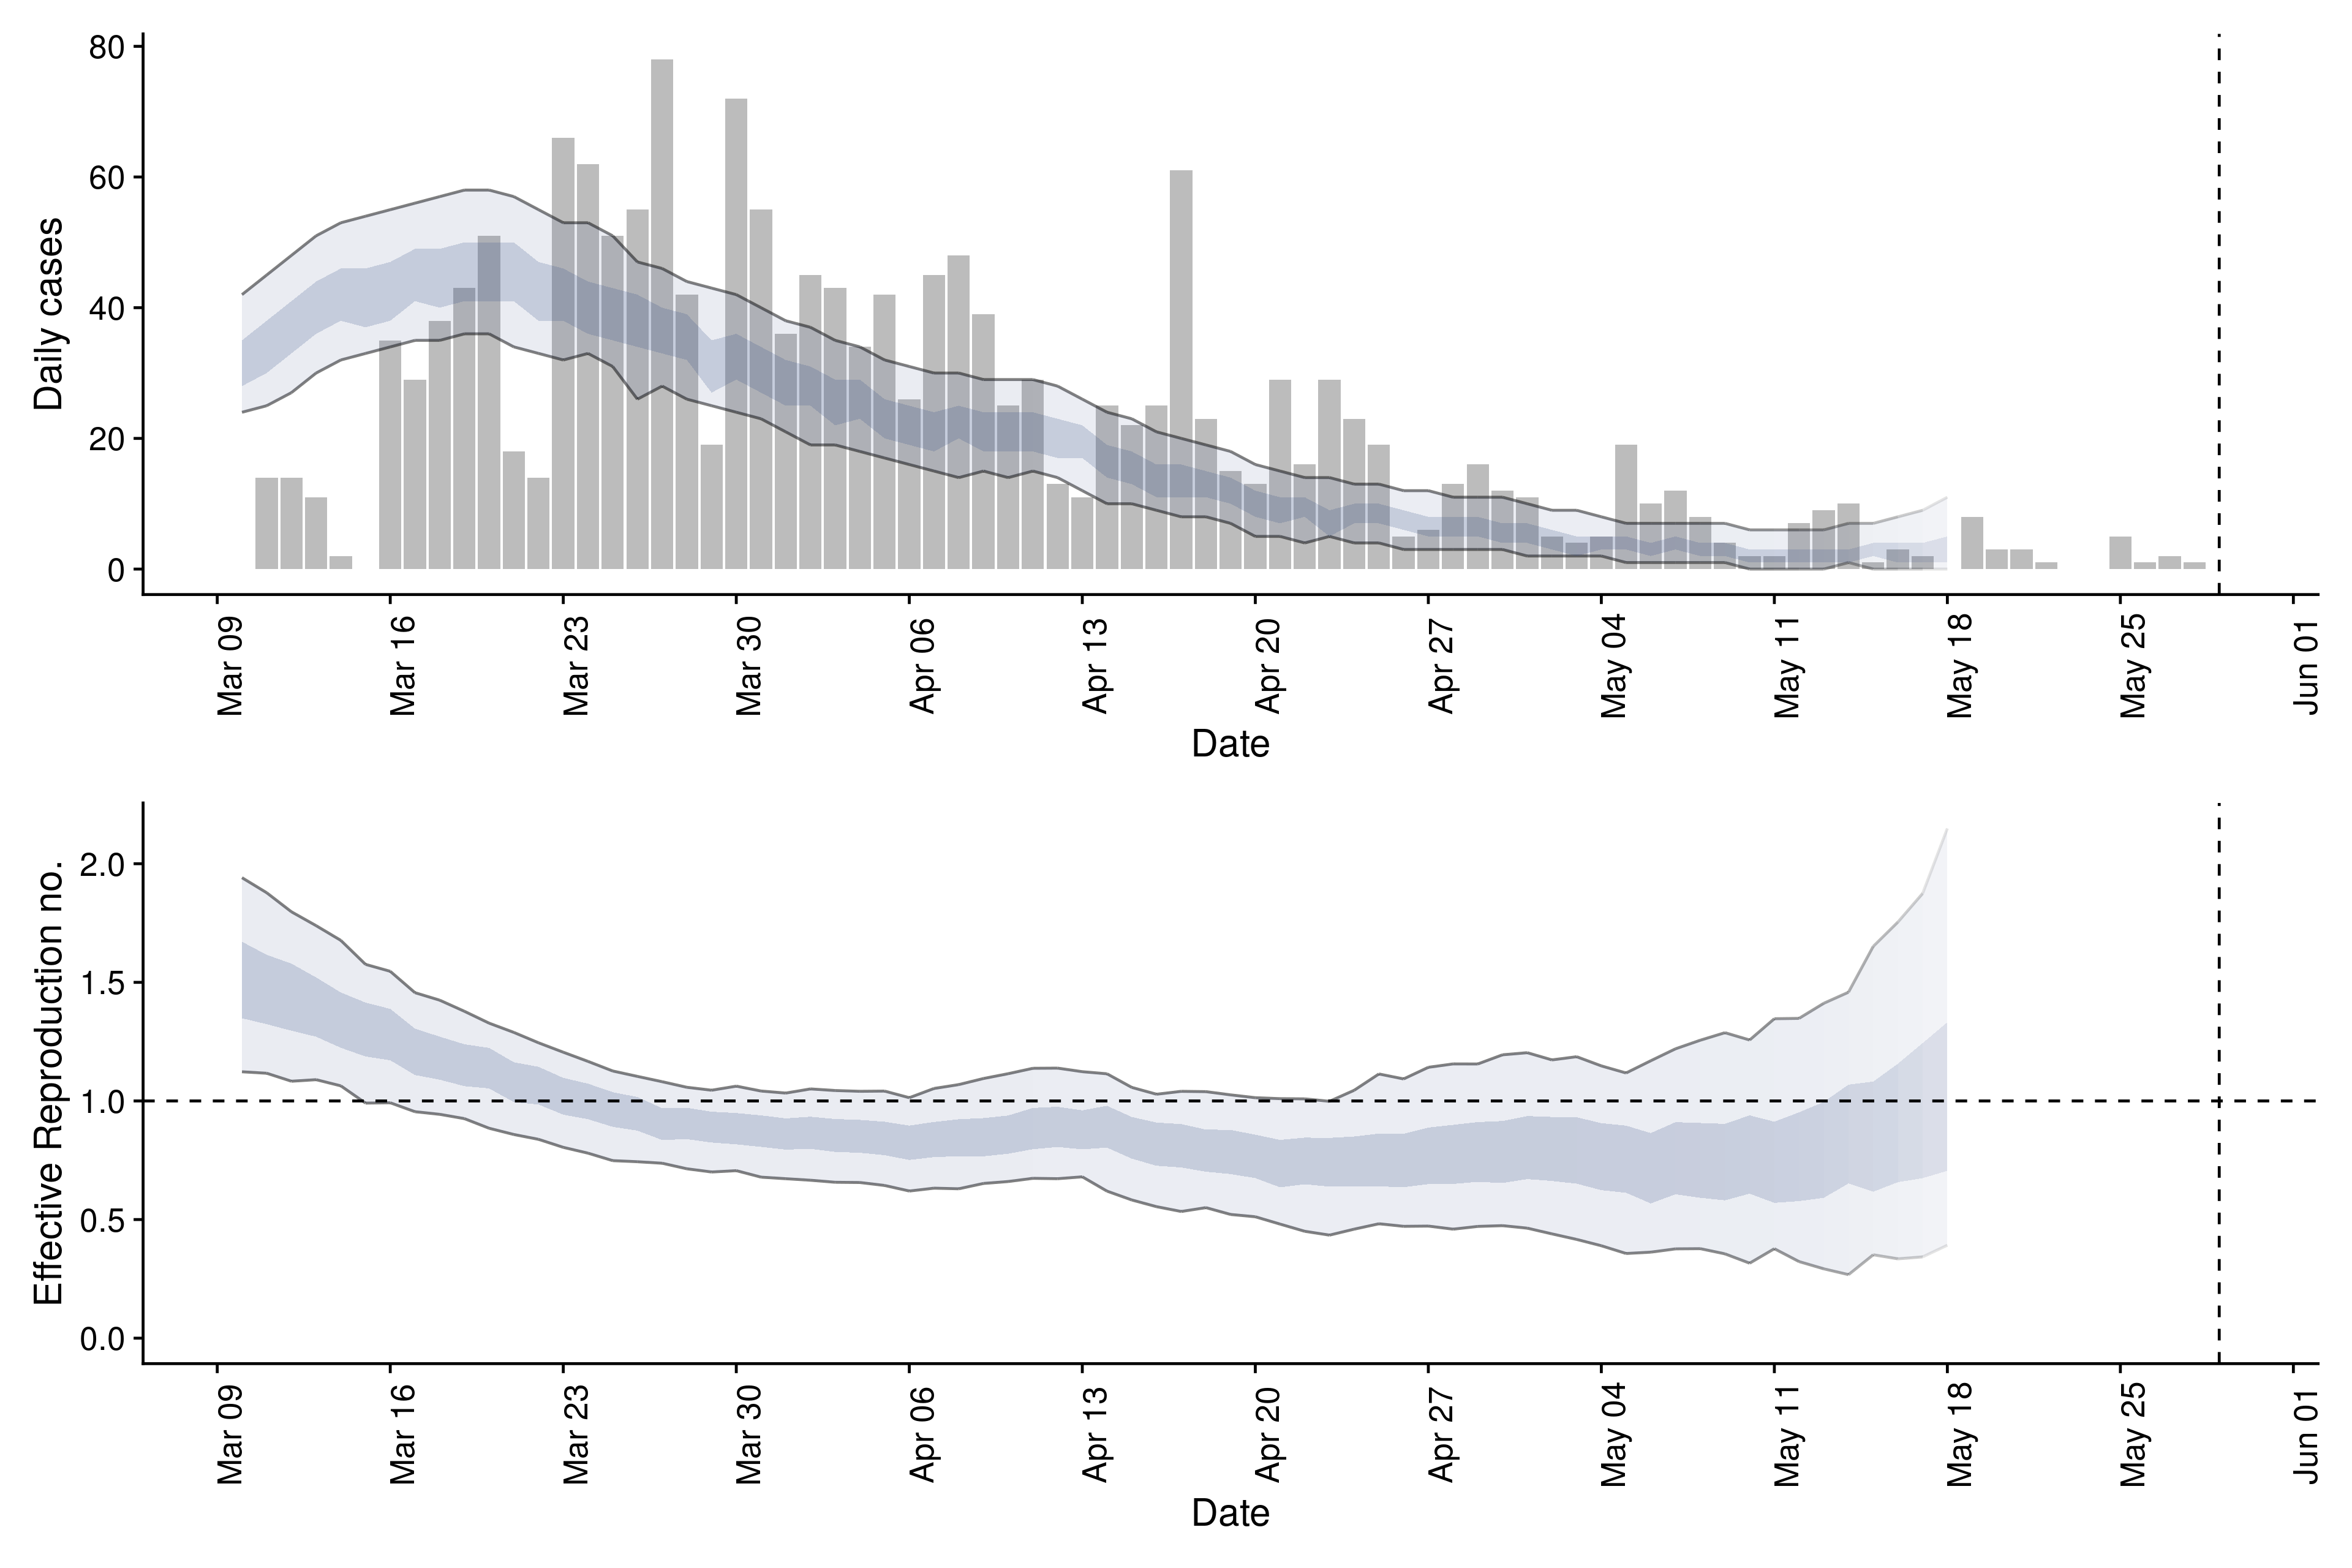 Daily cases
80
60
40
20
0
Mar 09
Mar 16
Mar 23
Mar 30
Apr 06
Apr 13
Apr 20
Apr 27
May 04
May 11
May 18
May 25
Jun 01
Date
Effective Reproduction no.
2.0
1.5
1.0
0.5
0.0
Mar 09
Mar 16
Mar 23
Mar 30
Apr 06
Apr 13
Apr 20
Apr 27
May 04
May 11
May 18
May 25
Jun 01
Date